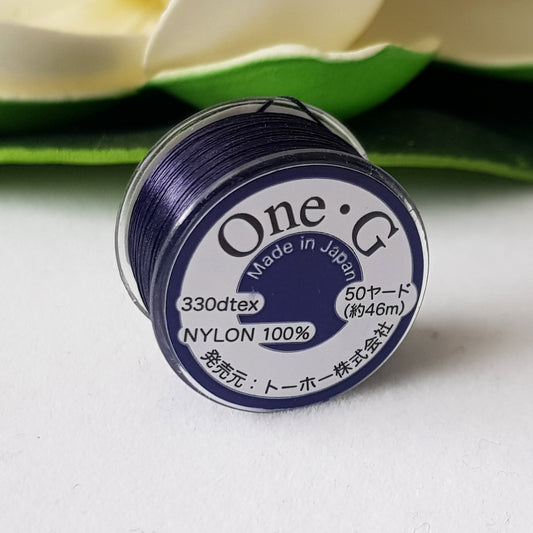 One・G
Made in Japan
330dtex
50ヤード
(約46m)
NYLON 100%
発売元：トーホー株式会社